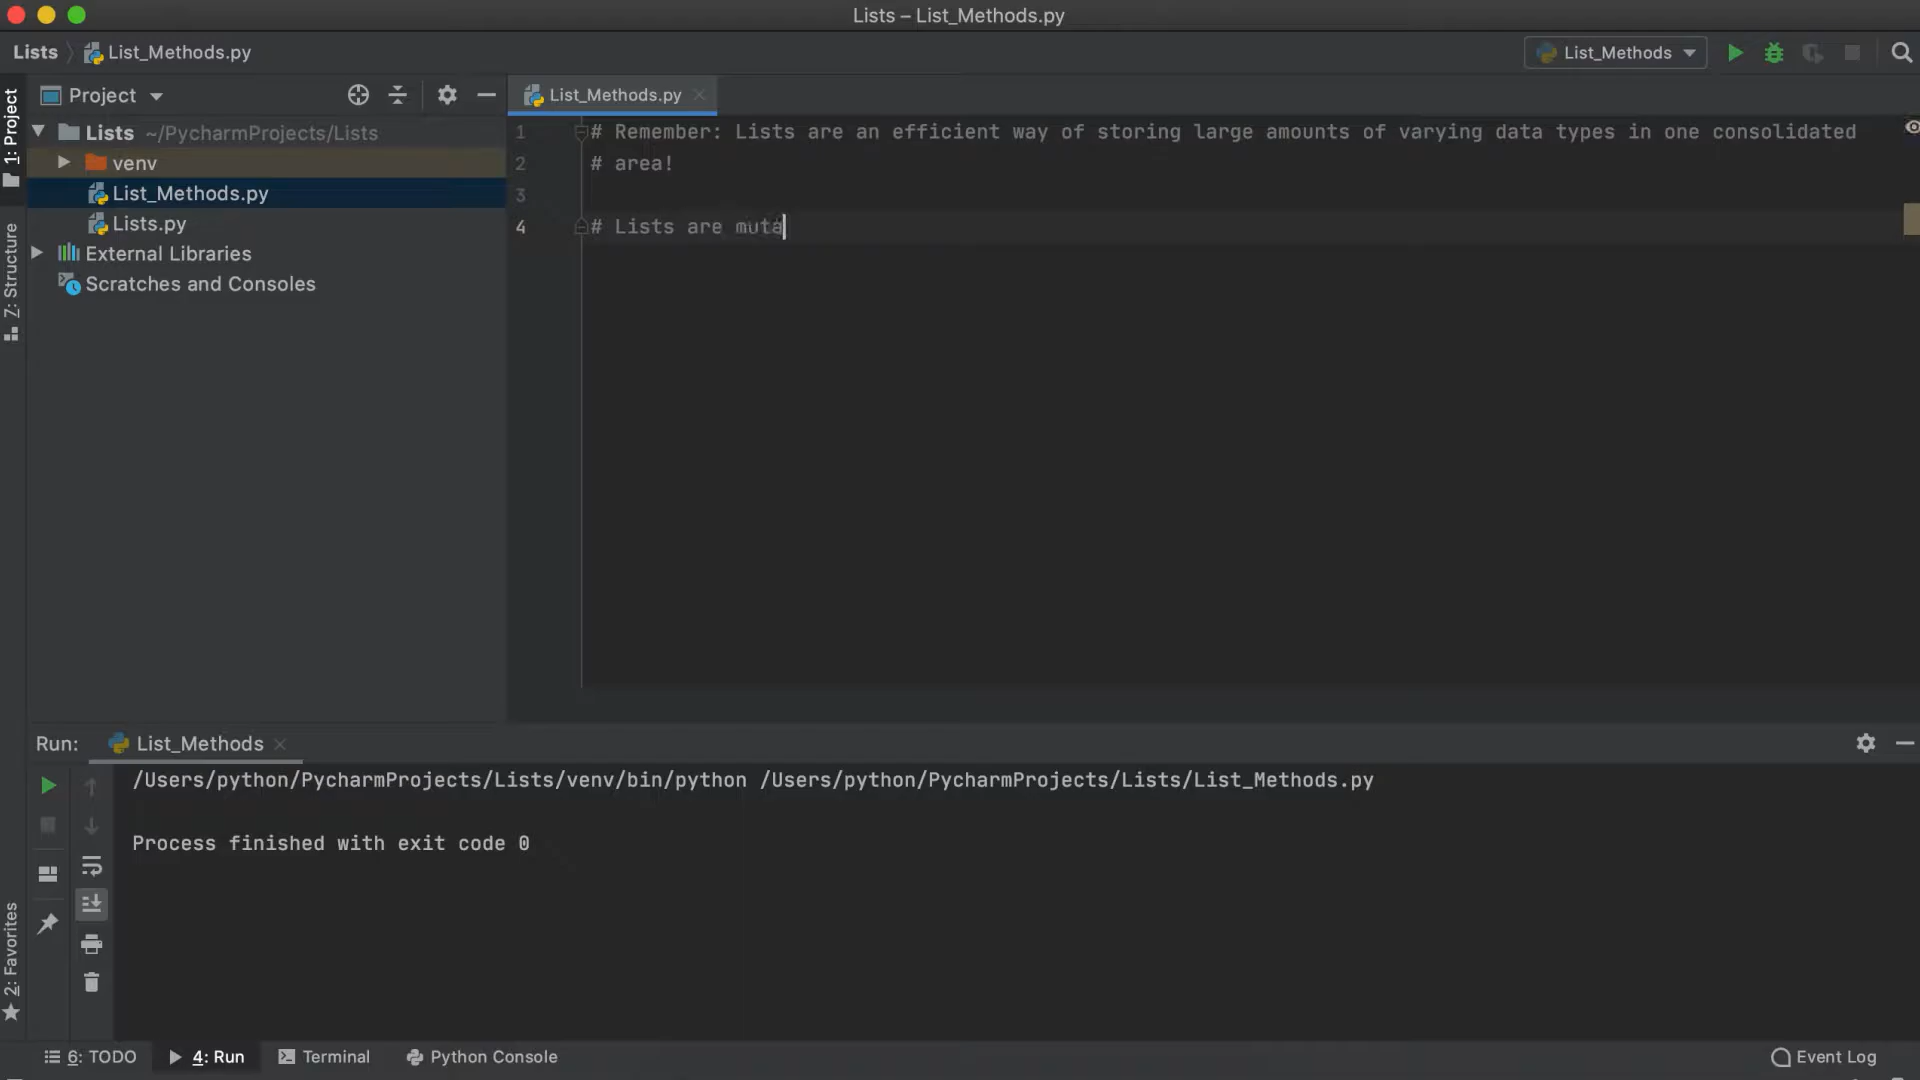 Lists – List_Methods.py
Lists List_Methods.py
List_Methods
1: Project
Project
Lists ~/PycharmProjects/Lists
venv
List_Methods.py
Lists.py
External Libraries
Scratches and Consoles
Z: Structure
2: Favorites
List_Methods.py
1 # Remember: Lists are an efficient way of storing large amounts of varying data types in one consolidated
2 # area!
3
4 # Lists are muta
Run: List_Methods
/Users/python/PycharmProjects/Lists/venv/bin/python /Users/python/PycharmProjects/Lists/List_Methods.py
Process finished with exit code 0
6: TODO 4: Run Terminal Python Console Event Log